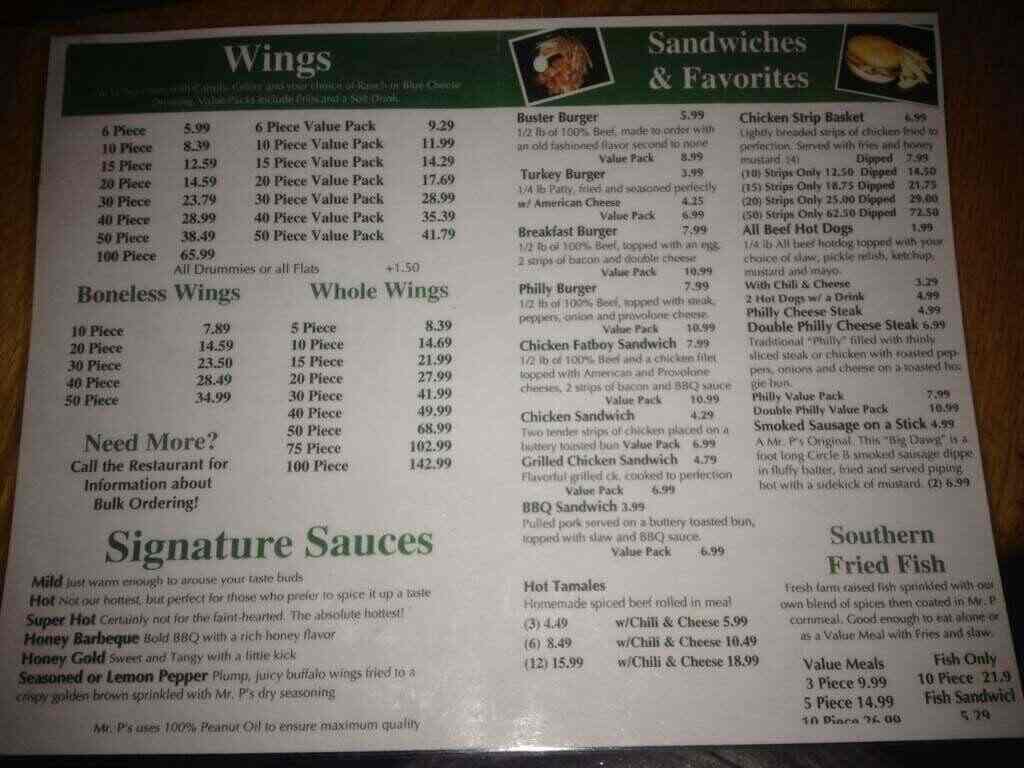 Wings
Celery and your choice of Ranch or Blue Cheese
Dressing. Value Packs include Fries and a Soft Drink.
6 Piece 5.99 6 Piece Value Pack 9.29
10 Piece 8.39 10 Piece Value Pack 11.99
15 Piece 12.59 15 Piece Value Pack 14.29
20 Piece 14.59 20 Piece Value Pack 17.69
30 Piece 23.79 30 Piece Value Pack 28.99
40 Piece 28.99 40 Piece Value Pack 35.39
50 Piece 38.49 50 Piece Value Pack 41.79
100 Piece 65.99
All Drummies or all Flats +1.50
Boneless Wings
10 Piece 7.89
20 Piece 14.59
30 Piece 23.50
40 Piece 28.49
50 Piece 34.99
Whole Wings
5 Piece 8.39
10 Piece 14.69
15 Piece 21.99
20 Piece 27.99
30 Piece 41.99
40 Piece 49.99
50 Piece 68.99
75 Piece 102.99
100 Piece 142.99
Need More?
Call the Restaurant for
Information about
Bulk Ordering!
Signature Sauces
Mild Just warm enough to arouse your taste buds
Hot Not our hottest, but perfect for those who prefer to spice it up a taste
Super Hot Certainly not for the faint-hearted. The absolute hottest!
Honey Barbeque Bold BBQ with a rich honey flavor
Honey Gold Sweet and Tangy with a little kick
Seasoned or Lemon Pepper Plump, juicy buffalo wings fried to a
crispy golden brown sprinkled with Mr. P's dry seasoning
Mr. P's uses 100% Peanut Oil to ensure maximum quality
Sandwiches
& Favorites
Buster Burger 5.99
1/2 lb of 100% Beef, made to order with
an old fashioned flavor second to none
Value Pack 8.99
Turkey Burger 3.99
1/4 lb Patty, fried and seasoned perfectly
w/ American Cheese 4.25
Value Pack 6.99
Breakfast Burger 7.99
1/2 lb of 100% Beef, topped with an egg,
2 strips of bacon and double cheese
Value Pack 10.99
Philly Burger 7.99
1/2 lb of 100% Beef, topped with steak,
peppers, onion and provolone cheese.
Value Pack 10.99
Chicken Fatboy Sandwich 7.99
1/2 lb of 100% Beef and a chicken filet
topped with American and Provolone
cheeses, 2 strips of bacon and BBQ sauce
Value Pack 10.99
Chicken Sandwich 4.29
Two tender strips of chicken placed on a
buttery toasted bun Value Pack 6.99
Grilled Chicken Sandwich 4.79
Flavorful grilled ck. cooked to perfection
Value Pack 6.99
BBQ Sandwich 3.99
Pulled pork served on a buttery toasted bun,
topped with slaw and BBQ sauce.
Value Pack 6.99
Hot Tamales
Homemade spiced beef rolled in meal
(3) 4.49 w/Chili & Cheese 5.99
(6) 8.49 w/Chili & Cheese 10.49
(12) 15.99 w/Chili & Cheese 18.99
Chicken Strip Basket 6.99
Lightly breaded strips of chicken fried to
perfection. Served with fries and honey
mustard. (4) Dipped 7.99
(10) Strips Only 12.50 Dipped 14.50
(15) Strips Only 18.75 Dipped 21.75
(20) Strips Only 25.00 Dipped 29.00
(50) Strips Only 62.50 Dipped 72.50
All Beef Hot Dogs 1.99
1/4 lb All beef hotdog topped with your
choice of slaw, pickle relish, ketchup,
mustard and mayo.
With Chili & Cheese 3.29
2 Hot Dogs w/ a Drink 4.99
Philly Cheese Steak 4.99
Double Philly Cheese Steak 6.99
Traditional "Philly" filled with thinly
sliced steak or chicken with roasted pep-
pers, onions and cheese on a toasted hoa
gie bun.
Philly Value Pack 7.99
Double Philly Value Pack 10.99
Smoked Sausage on a Stick 4.99
A Mr. P's Original. This "Big Dawg" is a
foot long Circle B smoked sausage dippe
in fluffy batter, fried and served piping
hot with a sidekick of mustard. (2) 6.99
Southern
Fried Fish
Fresh farm raised fish sprinkled with our
own blend of spices then coated in Mr. P
cornmeal. Good enough to eat alone or
as a Value Meal with Fries and slaw.
Value Meals
3 Piece 9.99
5 Piece 14.99
10 Piece 26.99
Fish Only
10 Piece 21.9
Fish Sandwicl
5.29